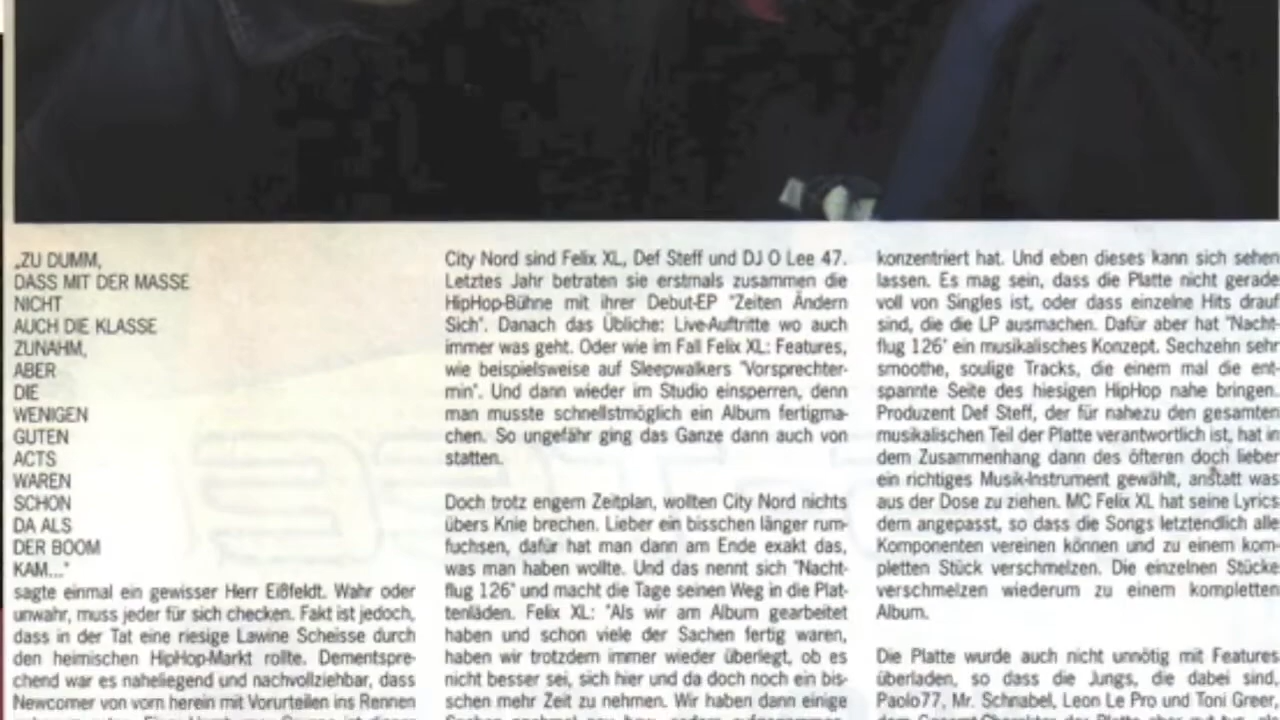 „ZU DUMM,
DASS MIT DER MASSE
NICHT
AUCH DIE KLASSE
ZUNAHM,
ABER
DIE
WENIGEN
GUTEN
ACTS
WAREN
SCHON
DA ALS
DER BOOM
KAM..."
sagte einmal ein gewisser Herr Eißfeldt. Wahr oder
unwahr, muss jeder für sich checken. Fakt ist jedoch,
dass in der Tat eine riesige Lawine Scheisse durch
den heimischen HipHop-Markt rollte. Dementspre-
chend war es naheliegend und nachvollziehbar, dass
Newcomer von vorn herein mit Vorurteilen ins Rennen
City Nord sind Felix XL, Def Steff und DJ O Lee 47.
Letztes Jahr betraten sie erstmals zusammen die
HipHop-Bühne mit ihrer Debut-EP "Zeiten Ändern
Sich". Danach das Übliche: Live-Auftritte wo auch
immer was geht. Oder wie im Fall Felix XL: Features,
wie beispielsweise auf Sleepwalkers "Vorsprechter-
min". Und dann wieder im Studio einsperren, denn
man musste schnellstmöglich ein Album fertigma-
chen. So ungefähr ging das Ganze dann auch von
statten.
Doch trotz engem Zeitplan, wollten City Nord nichts
übers Knie brechen. Lieber ein bisschen länger rum-
fuchsen, dafür hat man dann am Ende exakt das,
was man haben wollte. Und das nennt sich "Nacht-
flug 126" und macht die Tage seinen Weg in die Plat-
tenläden. Felix XL: "Als wir am Album gearbeitet
haben und schon viele der Sachen fertig waren,
haben wir trotzdem immer wieder überlegt, ob es
nicht besser sei, sich hier und da doch noch ein bis-
schen mehr Zeit zu nehmen. Wir haben dann einige
konzentriert hat. Und eben dieses kann sich sehen
lassen. Es mag sein, dass die Platte nicht gerade
voll von Singles ist, oder dass einzelne Hits drauf
sind, die die LP ausmachen. Dafür aber hat "Nacht-
flug 126" ein musikalisches Konzept. Sechzehn sehr
smoothe, soulige Tracks, die einem mal die ent-
spannte Seite des hiesigen HipHop nahe bringen.
Produzent Def Steff, der für nahezu den gesamten
musikalischen Teil der Platte verantwortlich ist, hat in
dem Zusammenhang dann des öfteren doch lieber
ein richtiges Musik-Instrument gewählt, anstatt was
aus der Dose zu ziehen. MC Felix XL hat seine Lyrics
dem angepasst, so dass die Songs letztendlich alle
Komponenten vereinen können und zu einem kom-
pletten Stück verschmelzen. Die einzelnen Stücke
verschmelzen wiederum zu einem kompletten
Album.
Die Platte wurde auch nicht unnötig mit Features
überladen, so dass die Jungs, die dabei sind,
Paolo77, Mr. Schnabel, Leon Le Pro und Toni Greer,